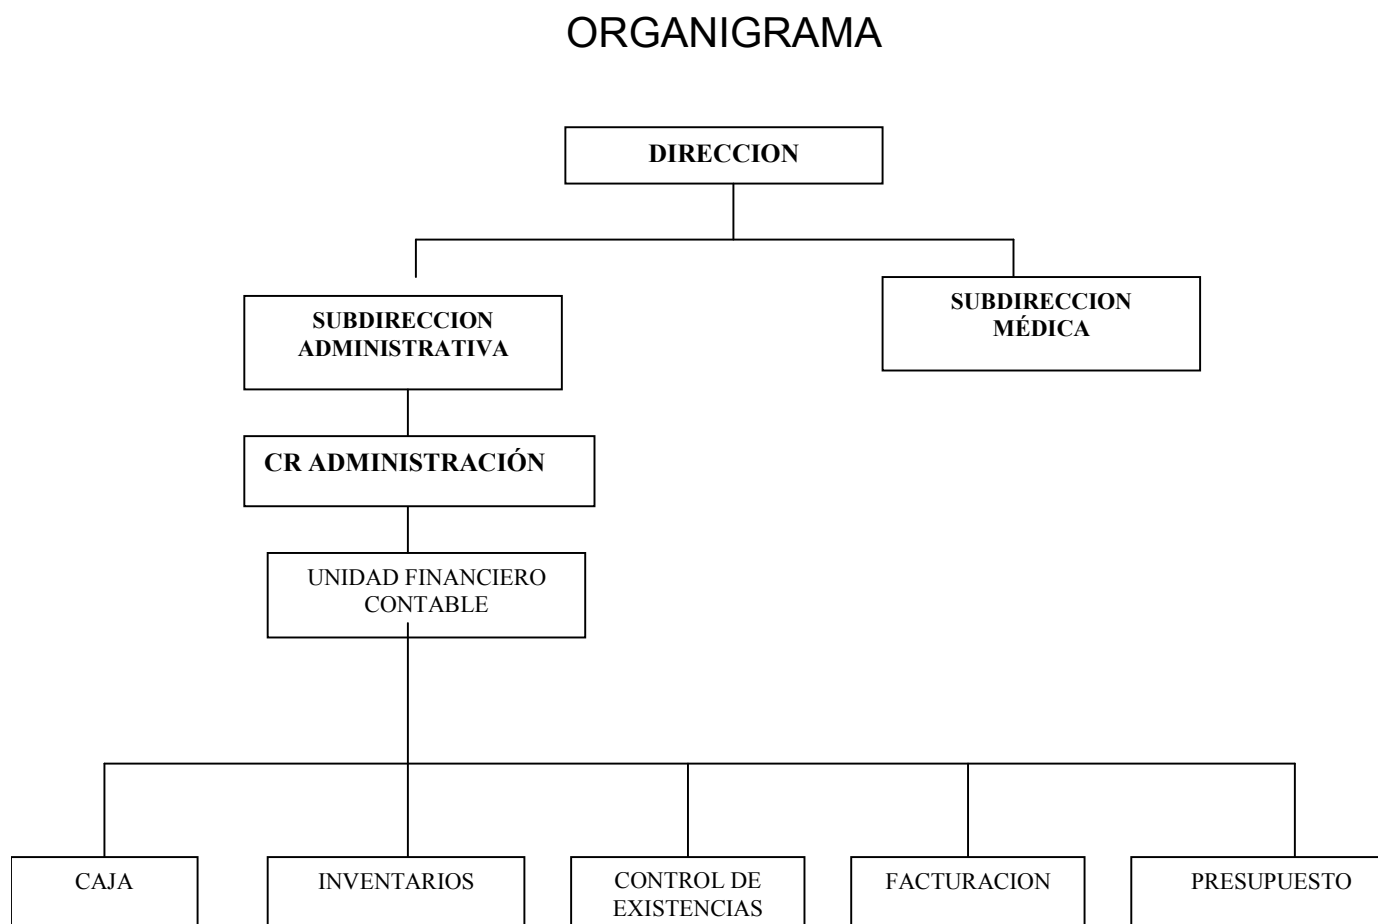 ORGANIGRAMA
DIRECCION
SUBDIRECCION
ADMINISTRATIVA
SUBDIRECCION
MÉDICA
CR ADMINISTRACIÓN
UNIDAD FINANCIERO
CONTABLE
CAJA
INVENTARIOS
CONTROL DE
EXISTENCIAS
FACTURACION
PRESUPUESTO